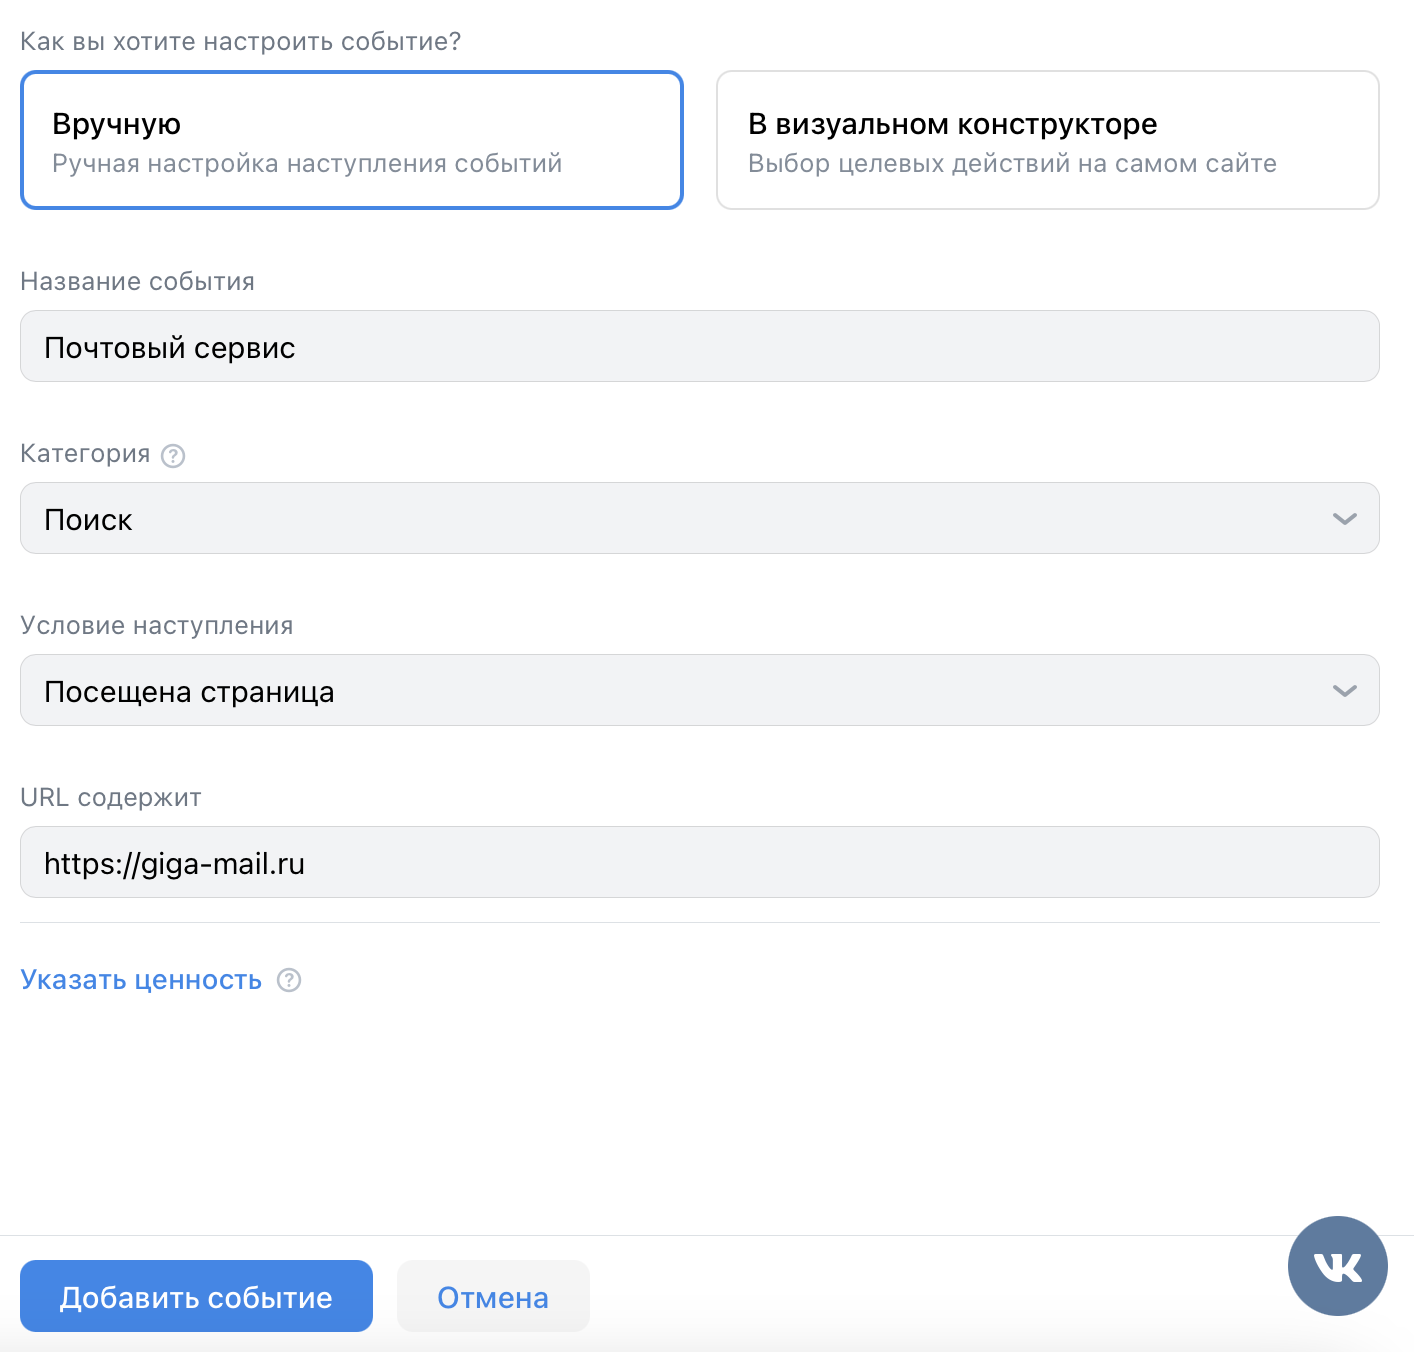 Как вы хотите настроить событие?
Вручную
Ручная настройка наступления событий
В визуальном конструкторе
Выбор целевых действий на самом сайте
Название события
Почтовый сервис
Категория ?
Поиск
Условие наступления
Посещена страница
URL содержит
https://giga-mail.ru
Указать ценность ?
Добавить событие
Отмена